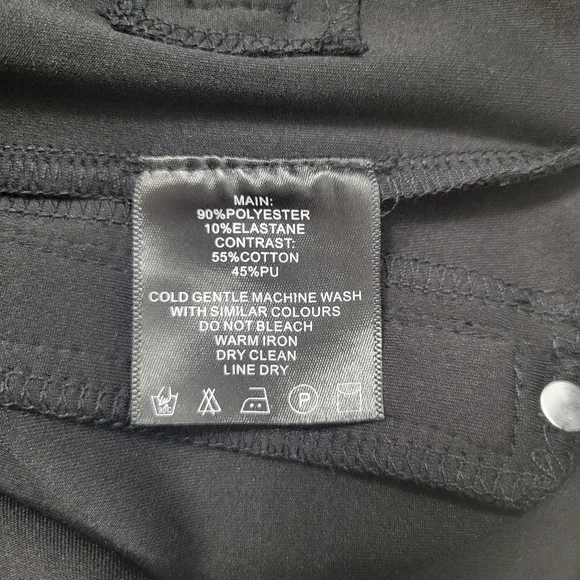 MAIN:
90%POLYESTER
10%ELASTANE
CONTRAST:
55%COTTON
45%PU
COLD GENTLE MACHINE WASH
WITH SIMILAR COLOURS
DO NOT BLEACH
WARM IRON
DRY CLEAN
LINE DRY
30C P